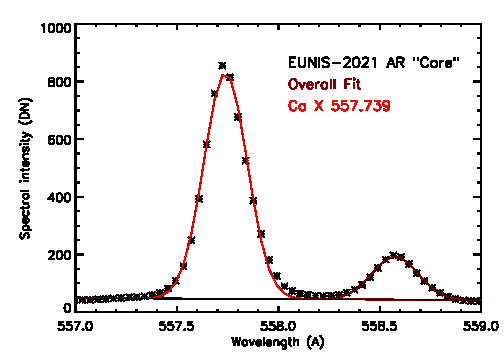 1000
800
600
400
200
0
Spectral intensity (DN)
EUNIS-2021 AR "Core"
Overall Fit
Ca X 557.739
557.0 557.5 558.0 558.5 559.0
Wavelength (A)